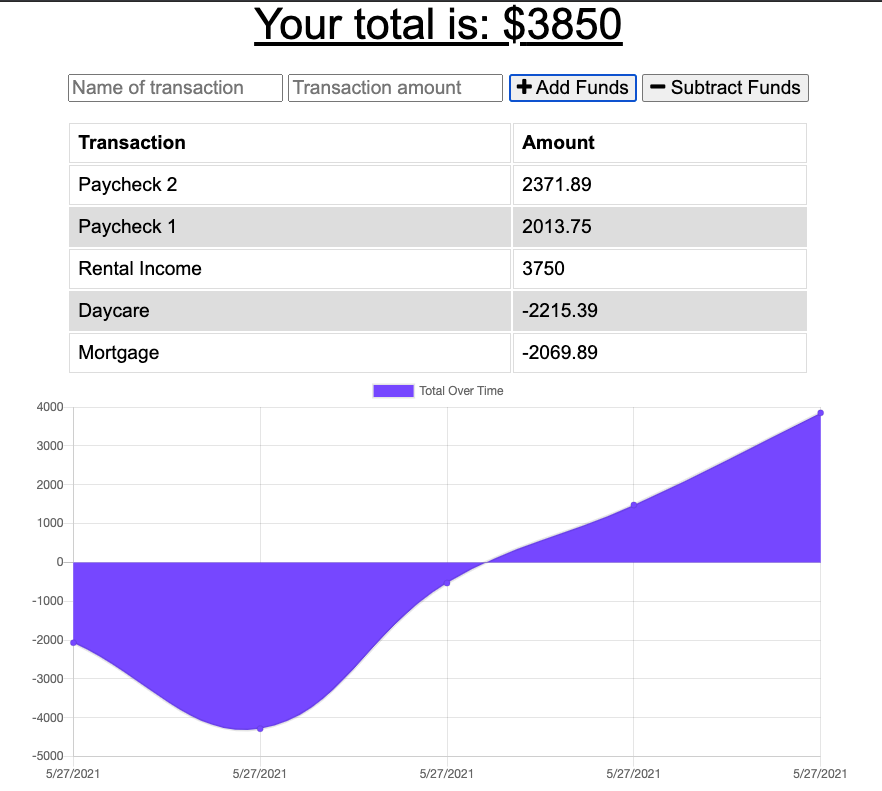 Your total is: $3850
Name of transaction Transaction amount Add Funds Subtract Funds
Transaction Amount
Paycheck 2 2371.89
Paycheck 1 2013.75
Rental Income 3750
Daycare -2215.39
Mortgage -2069.89
Total Over Time
4000
3000
2000
1000
0
-1000
-2000
-3000
-4000
-5000
5/27/2021 5/27/2021 5/27/2021 5/27/2021 5/27/2021